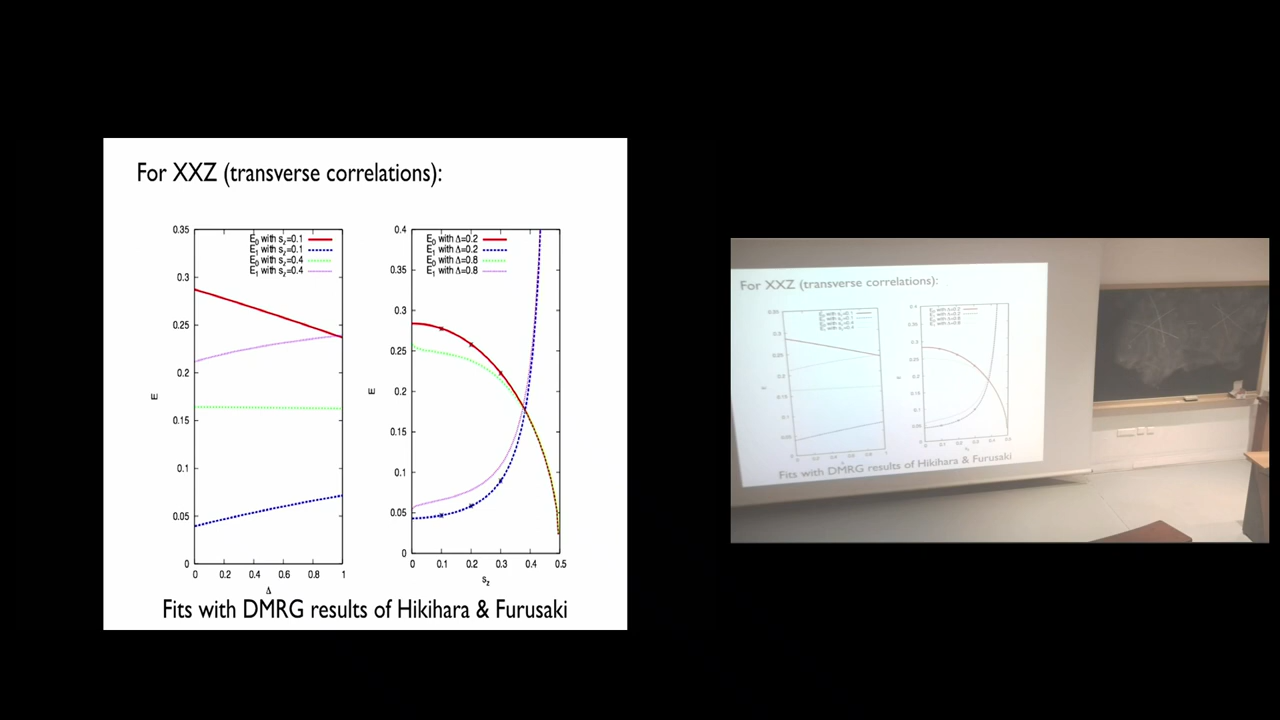 For XXZ (transverse correlations):
0.35
0.3
0.25
0.2
0.15
0.1
0.05
0
E
E₀ with s_z=0.1
E₁ with s_z=0.1
E₀ with s_z=0.4
E₁ with s_z=0.4
0 0.2 0.4 0.6 0.8 1
Δ
0.4
0.35
0.3
0.25
0.2
0.15
0.1
0.05
0
E
E₀ with Δ=0.2
E₁ with Δ=0.2
E₀ with Δ=0.8
E₁ with Δ=0.8
0 0.1 0.2 0.3 0.4 0.5
s_z
Fits with DMRG results of Hikihara & Furusaki
For XXZ (transverse correlations):
Fits with DMRG results of Hikihara & Furusaki